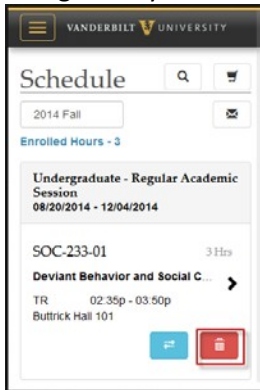 VANDERBILT V UNIVERSITY
Schedule
2014 Fall
Enrolled Hours - 3
Undergraduate - Regular Academic
Session
08/20/2014 - 12/04/2014
SOC-233-01 3 Hrs
Deviant Behavior and Social C...
TR 02:35p - 03:50p
Buttrick Hall 101